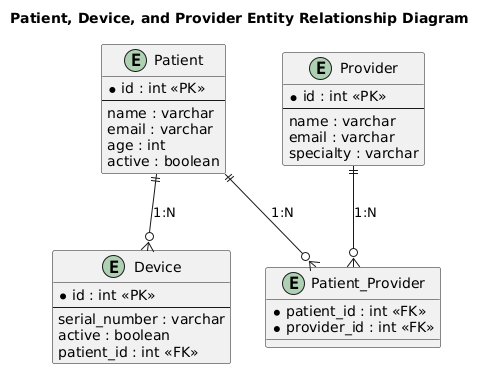 Patient, Device, and Provider Entity Relationship Diagram
E Patient
* id : int «PK»
name : varchar
email : varchar
age : int
active : boolean
E Provider
* id : int «PK»
name : varchar
email : varchar
specialty : varchar
1:N
1:N
1:N
E Device
* id : int «PK»
serial_number : varchar
active : boolean
patient_id : int «FK»
E Patient_Provider
* patient_id : int «FK»
* provider_id : int «FK»